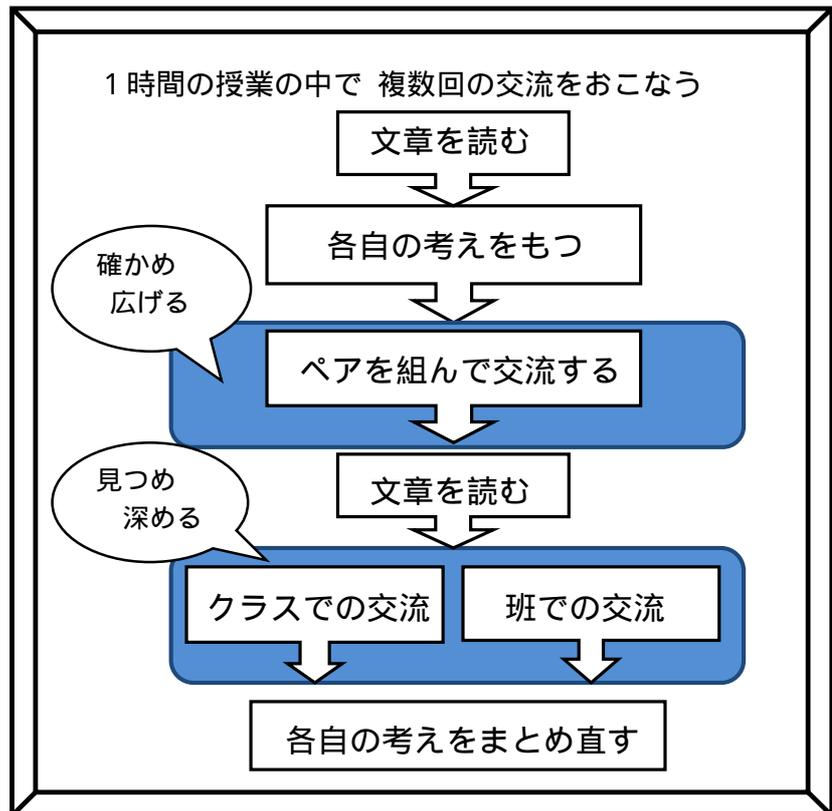 1時間の授業の中で 複数回の交流をおこなう
文章を読む
各自の考えをもつ
確かめ
広げる
ペアを組んで交流する
文章を読む
見つめ
深める
クラスでの交流
班での交流
各自の考えをまとめ直す